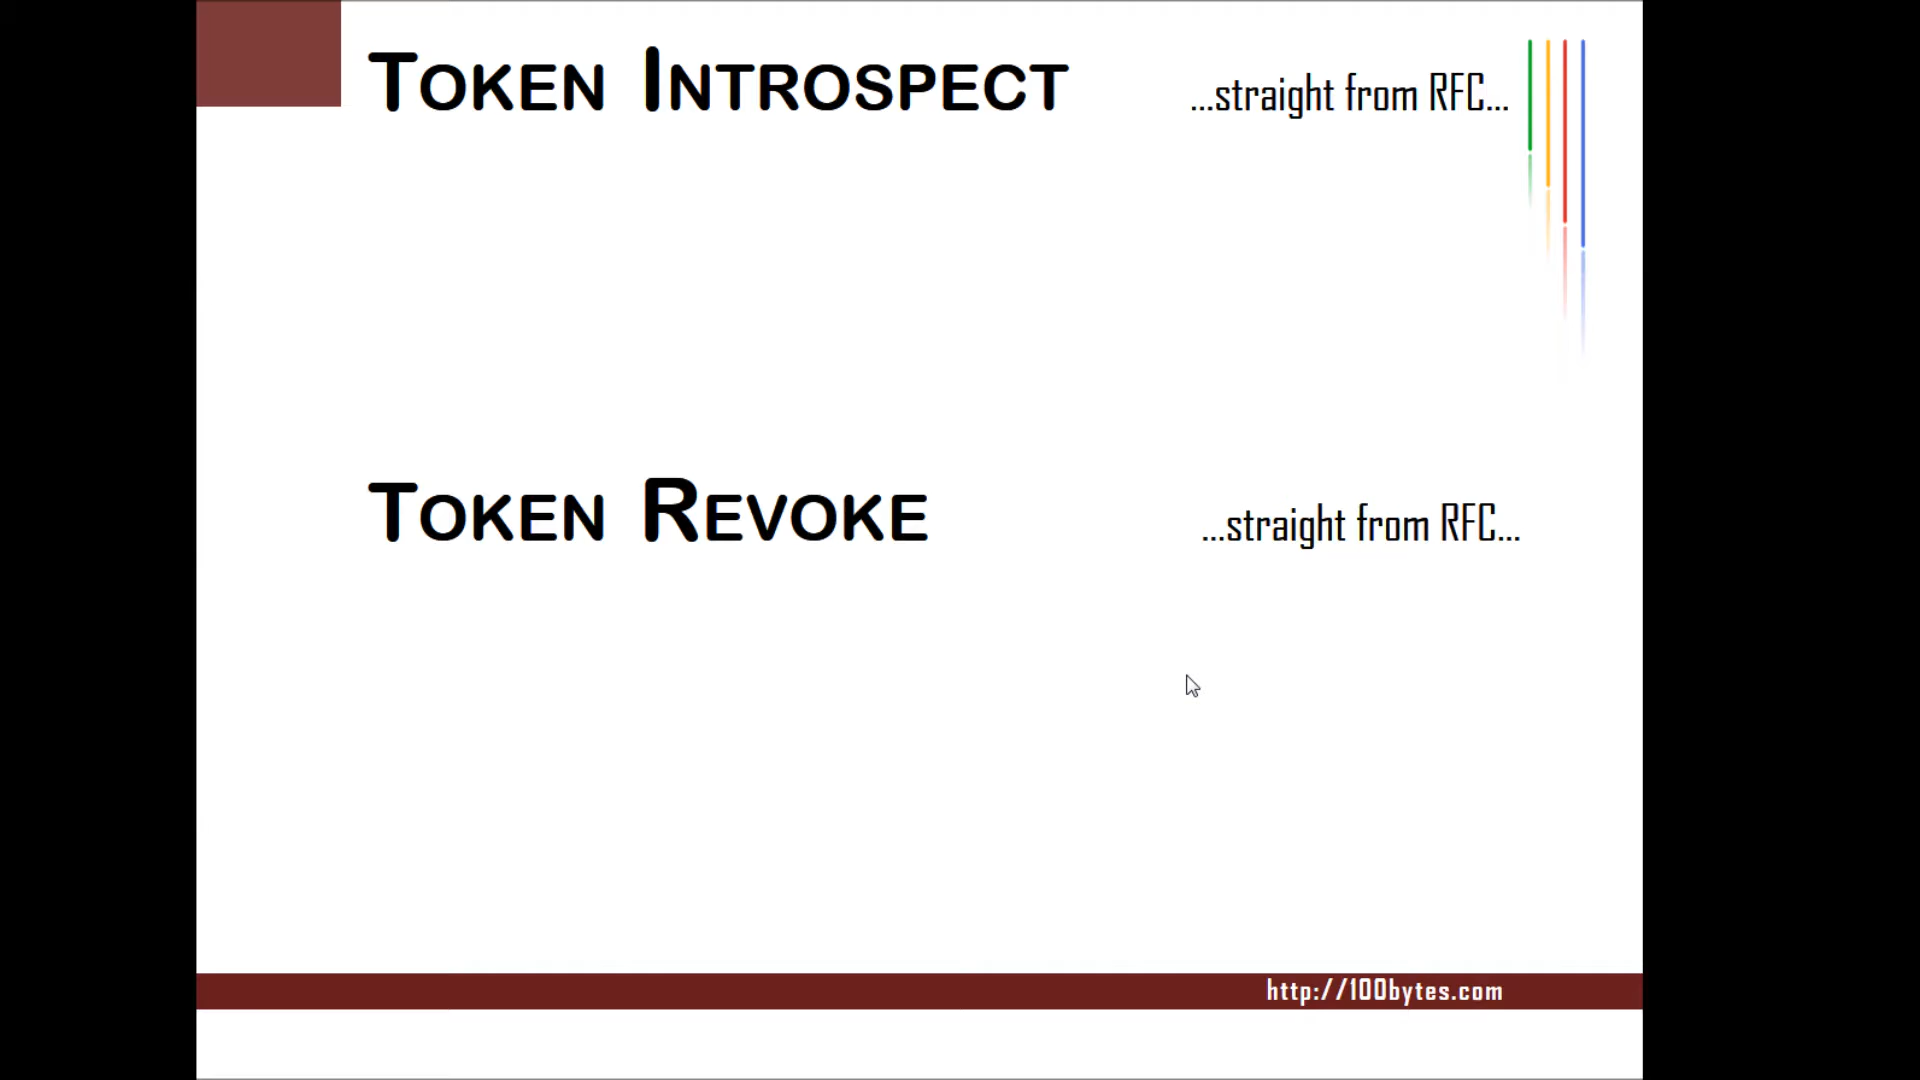 TOKEN INTROSPECT ...straight from RFC...
TOKEN REVOKE ...straight from RFC...
http://100bytes.com